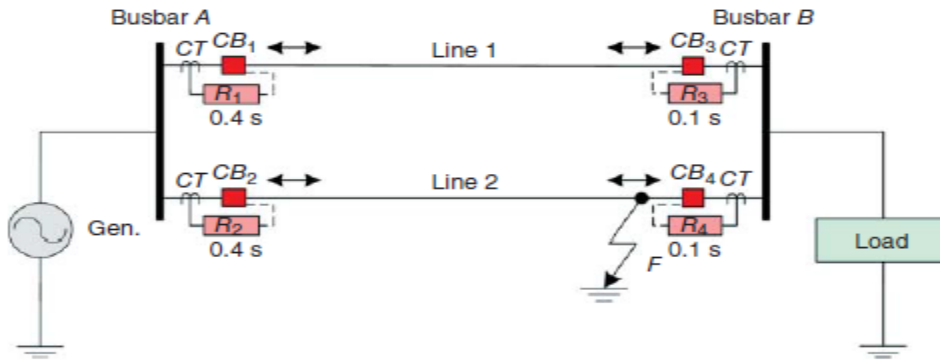 Busbar A
Busbar B
CT CB1
Line 1
CB3 CT
R1
R3
0.4 s
0.1 s
CT CB2
Line 2
CB4 CT
Gen.
R2
R4
Load
0.4 s
F
0.1 s